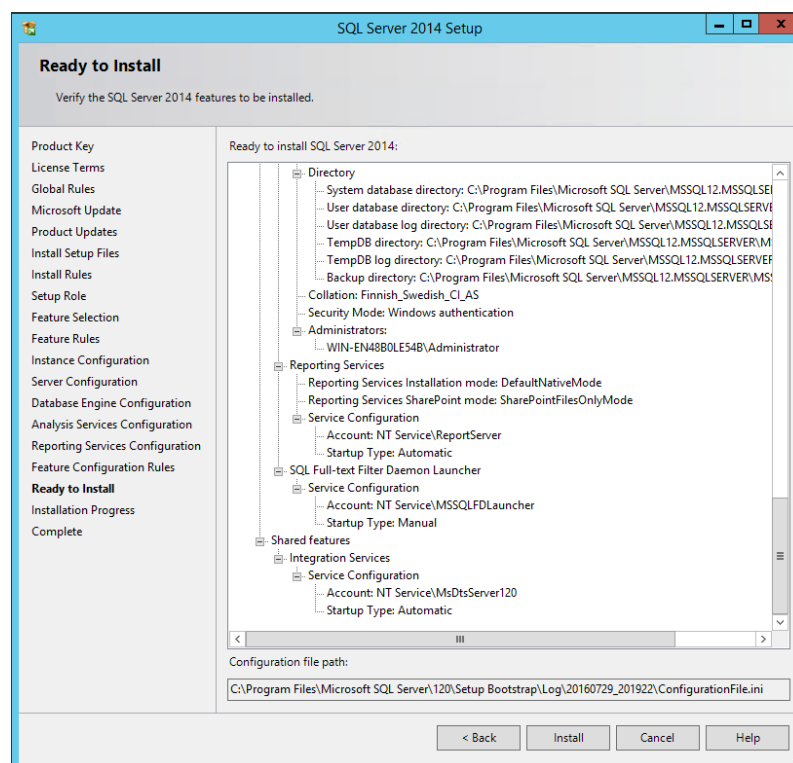 SQL Server 2014 Setup
Ready to Install
Verify the SQL Server 2014 features to be installed.
Product Key
License Terms
Global Rules
Microsoft Update
Product Updates
Install Setup Files
Install Rules
Setup Role
Feature Selection
Feature Rules
Instance Configuration
Server Configuration
Database Engine Configuration
Analysis Services Configuration
Reporting Services Configuration
Feature Configuration Rules
Ready to Install
Installation Progress
Complete
Ready to install SQL Server 2014:
Directory
System database directory: C:\Program Files\Microsoft SQL Server\MSSQL12.MSSQLSE
User database directory: C:\Program Files\Microsoft SQL Server\MSSQL12.MSSQLSERVE
User database log directory: C:\Program Files\Microsoft SQL Server\MSSQL12.MSSQLSE
TempDB directory: C:\Program Files\Microsoft SQL Server\MSSQL12.MSSQLSERVER\M
TempDB log directory: C:\Program Files\Microsoft SQL Server\MSSQL12.MSSQLSERVER
Backup directory: C:\Program Files\Microsoft SQL Server\MSSQL12.MSSQLSERVER\MS
Collation: Finnish_Swedish_CI_AS
Security Mode: Windows authentication
Administrators:
WIN-EN48B0LE54B\Administrator
Reporting Services
Reporting Services Installation mode: DefaultNativeMode
Reporting Services SharePoint mode: SharePointFilesOnlyMode
Service Configuration
Account: NT Service\ReportServer
Startup Type: Automatic
SQL Full-text Filter Daemon Launcher
Service Configuration
Account: NT Service\MSSQLFDLauncher
Startup Type: Manual
Shared features
Integration Services
Service Configuration
Account: NT Service\MsDtsServer120
Startup Type: Automatic
Configuration file path:
C:\Program Files\Microsoft SQL Server\120\Setup Bootstrap\Log\20160729_201922\ConfigurationFile.ini
< Back
Install
Cancel
Help